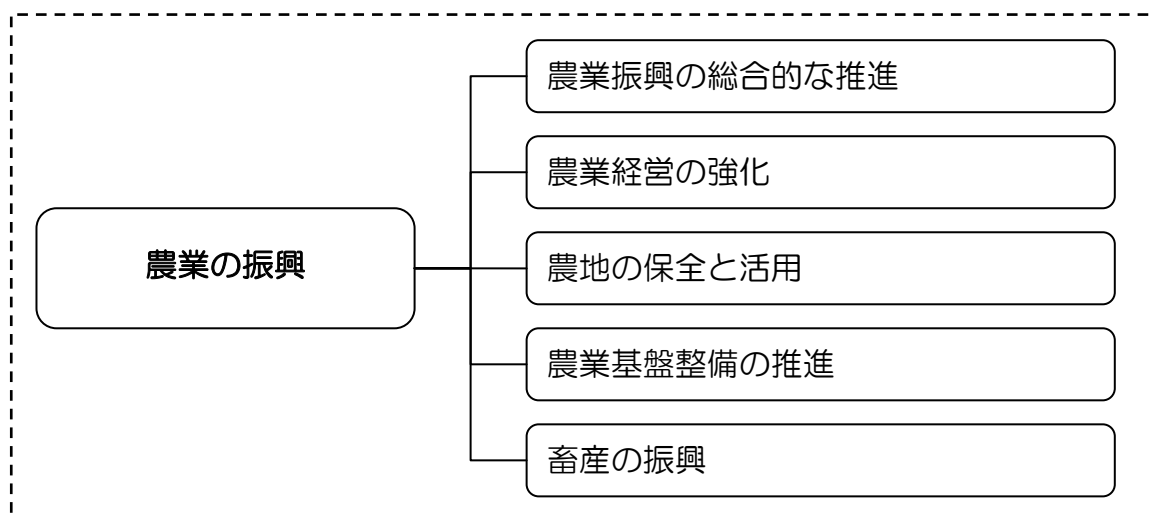 農業の振興
農業振興の総合的な推進
農業経営の強化
農地の保全と活用
農業基盤整備の推進
畜産の振興